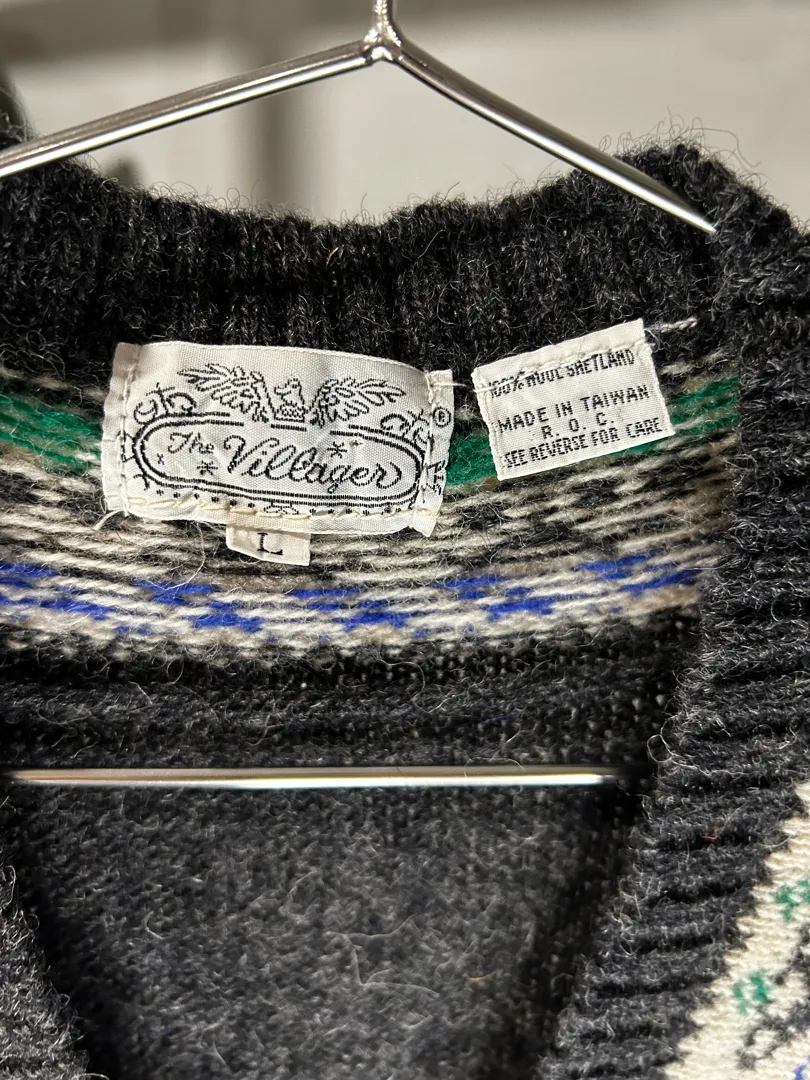 The Villager
®
L
100% WOOL SHETLAND
MADE IN TAIWAN
R. O. C.
SEE REVERSE FOR CARE